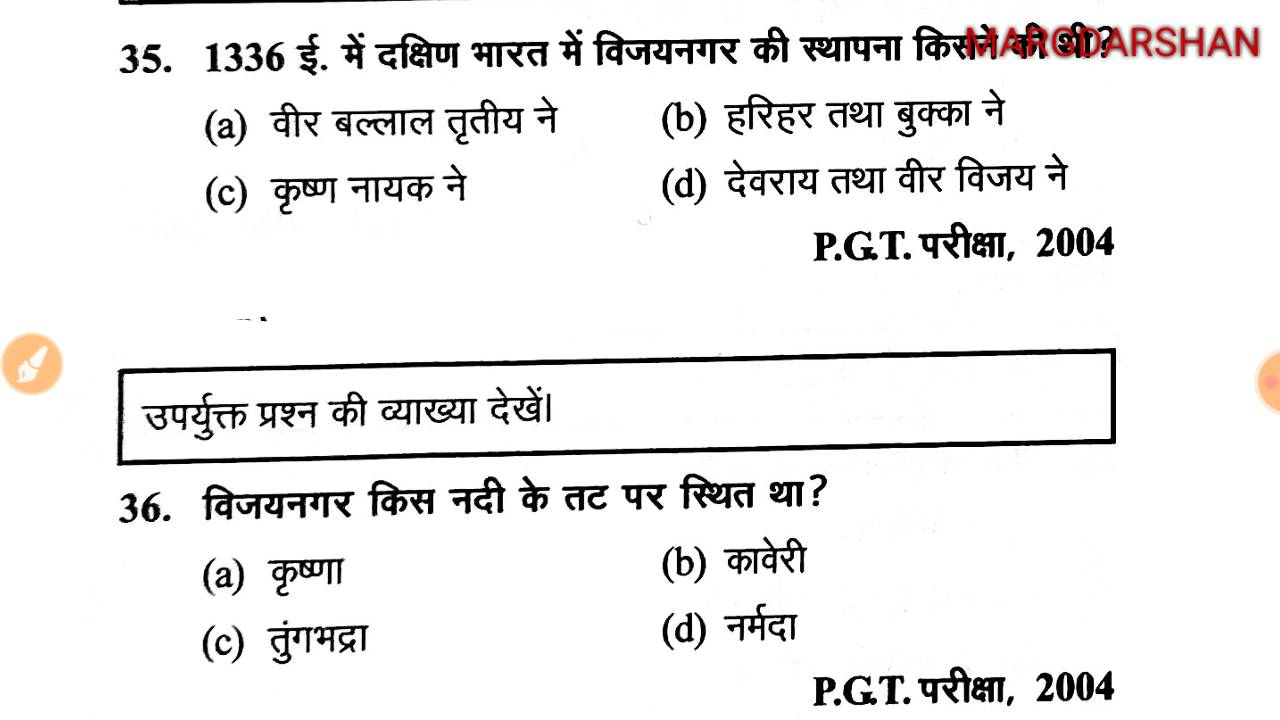 35. 1336 ई. में दक्षिण भारत में विजयनगर की स्थापना किसने की थी?
MARGDARSHAN
(a) वीर बल्लाल तृतीय ने (b) हरिहर तथा बुक्का ने
(c) कृष्ण नायक ने (d) देवराय तथा वीर विजय ने
P.G.T. परीक्षा, 2004
उपर्युक्त प्रश्न की व्याख्या देखें।
36. विजयनगर किस नदी के तट पर स्थित था?
(a) कृष्णा (b) कावेरी
(c) तुंगभद्रा (d) नर्मदा
P.G.T. परीक्षा, 2004